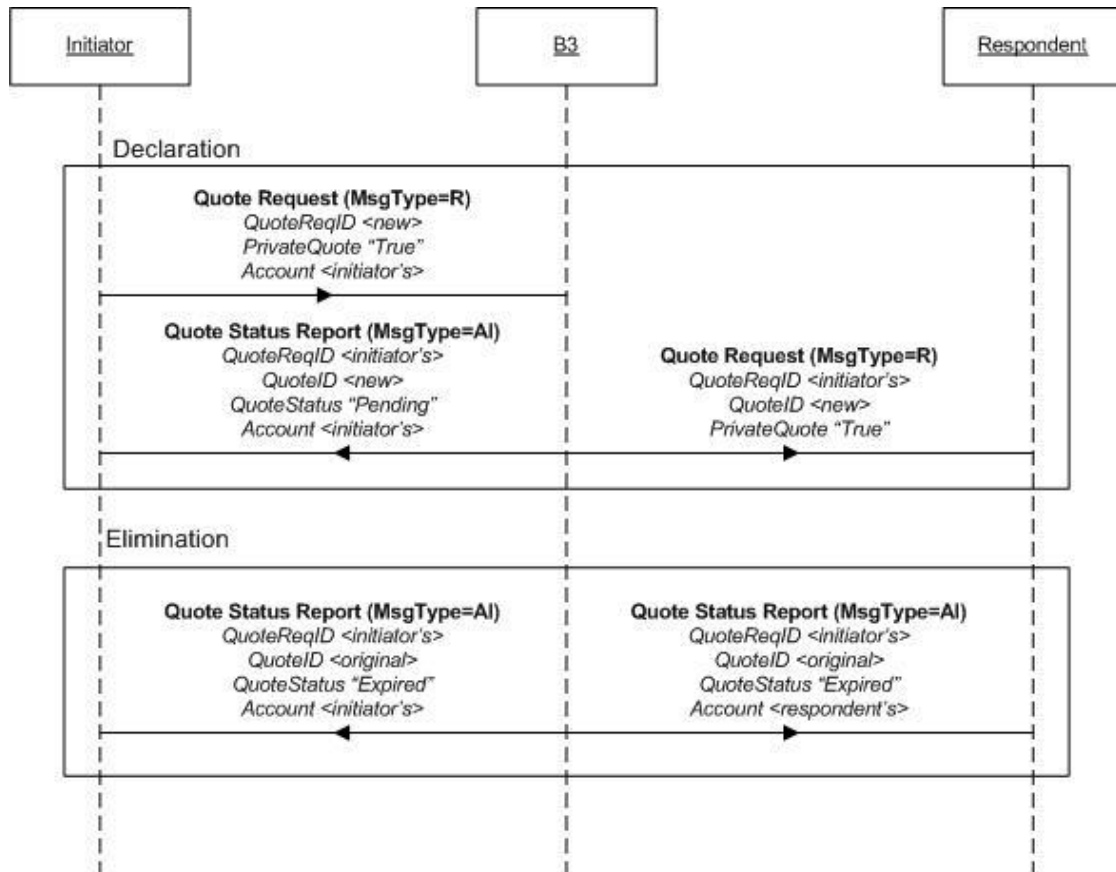 Initiator
B3
Respondent
Declaration
Quote Request (MsgType=R)
QuoteReqID <new>
PrivateQuote “True”
Account <initiator’s>
Quote Status Report (MsgType=AI)
QuoteReqID <initiator’s>
QuoteID <new>
QuoteStatus “Pending”
Account <initiator’s>
Quote Request (MsgType=R)
QuoteReqID <initiator’s>
QuoteID <new>
PrivateQuote “True”
Elimination
Quote Status Report (MsgType=AI)
QuoteReqID <initiator’s>
QuoteID <original>
QuoteStatus “Expired”
Account <initiator’s>
Quote Status Report (MsgType=AI)
QuoteReqID <initiator’s>
QuoteID <original>
QuoteStatus “Expired”
Account <respondent’s>